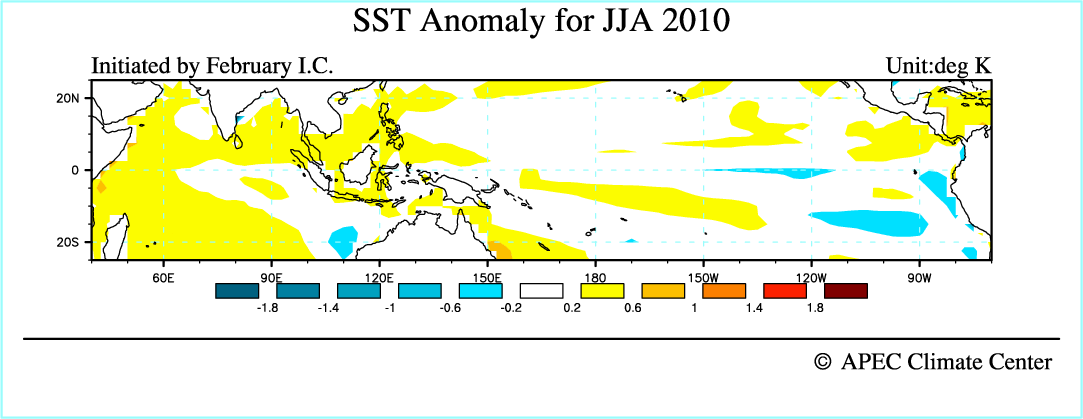 SST Anomaly for JJA 2010
Initiated by February I.C. Unit:deg K
20N
0
20S
60E 90E 120E 150E 180 150W 120W 90W
-1.8 -1.4 -1 -0.6 -0.2 0.2 0.6 1 1.4 1.8
© APEC Climate Center